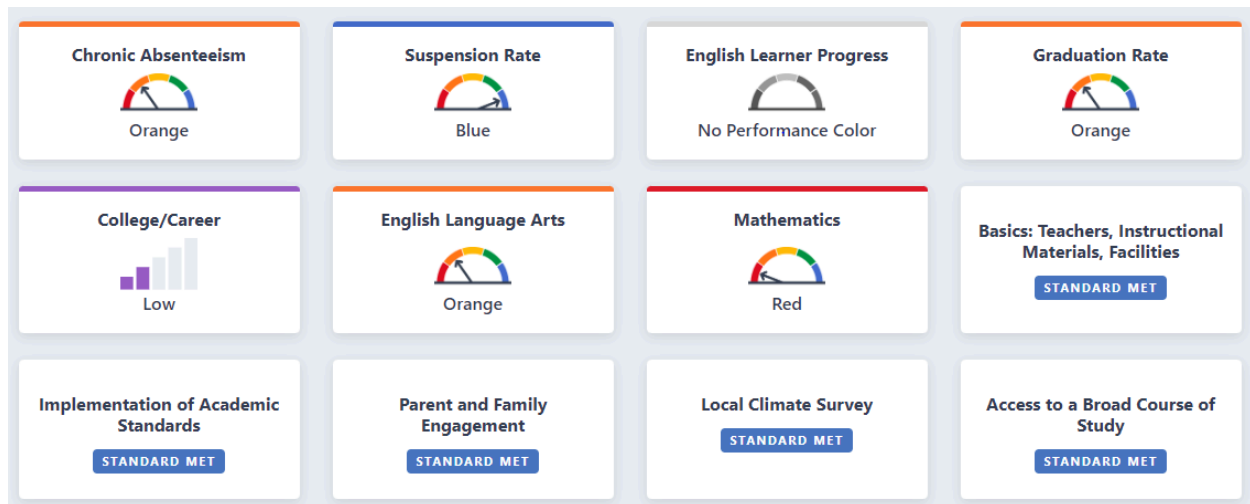 Chronic Absenteeism
Orange
Suspension Rate
Blue
English Learner Progress
No Performance Color
Graduation Rate
Orange
College/Career
Low
English Language Arts
Orange
Mathematics
Red
Basics: Teachers, Instructional
Materials, Facilities
STANDARD MET
Implementation of Academic
Standards
STANDARD MET
Parent and Family
Engagement
STANDARD MET
Local Climate Survey
STANDARD MET
Access to a Broad Course of
Study
STANDARD MET